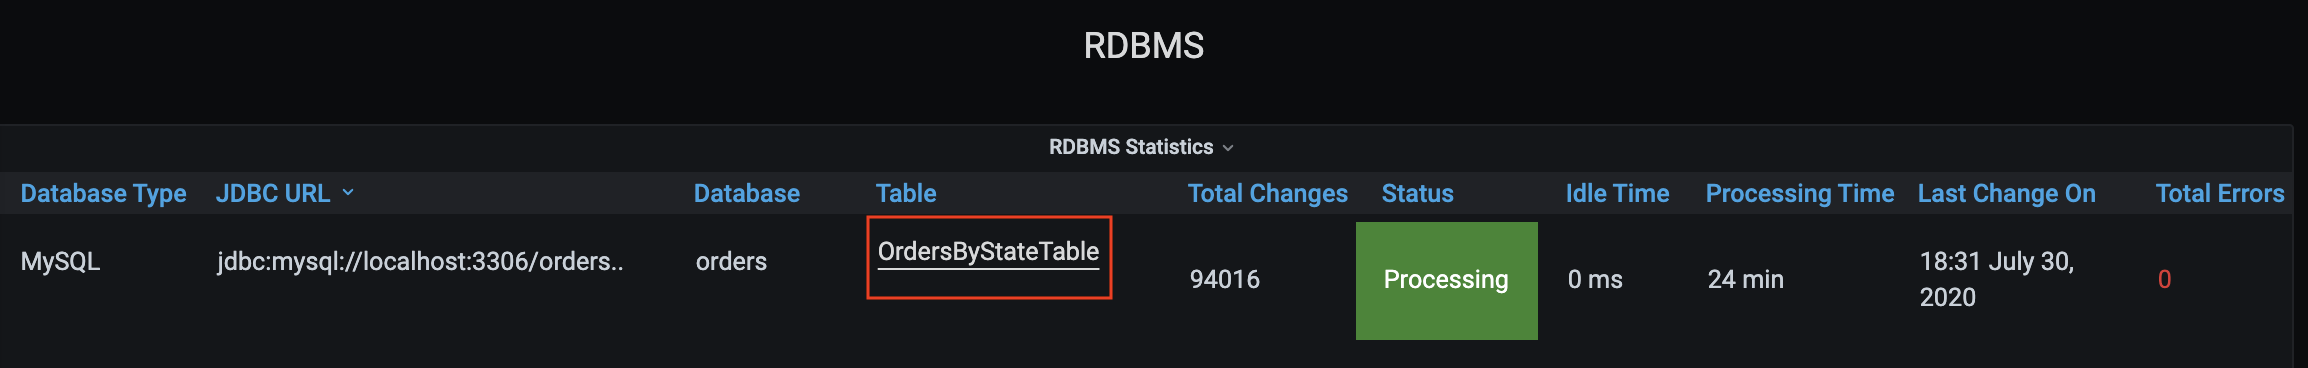 RDBMS
RDBMS Statistics
Database Type JDBC URL Database Table Total Changes Status Idle Time Processing Time Last Change On Total Errors
MySQL jdbc:mysql://localhost:3306/orders.. orders OrdersByStateTable 94016 Processing 0 ms 24 min 18:31 July 30,
2020 0